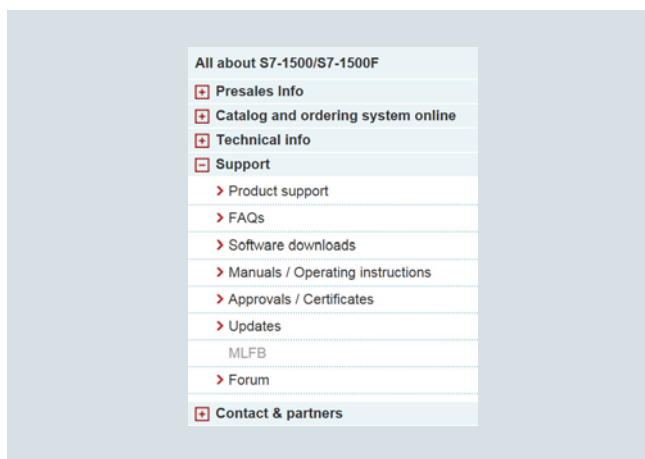 All about S7-1500/S7-1500F
Presales Info
Catalog and ordering system online
Technical info
Support
Product support
FAQs
Software downloads
Manuals / Operating instructions
Approvals / Certificates
Updates
MLFB
Forum
Contact & partners